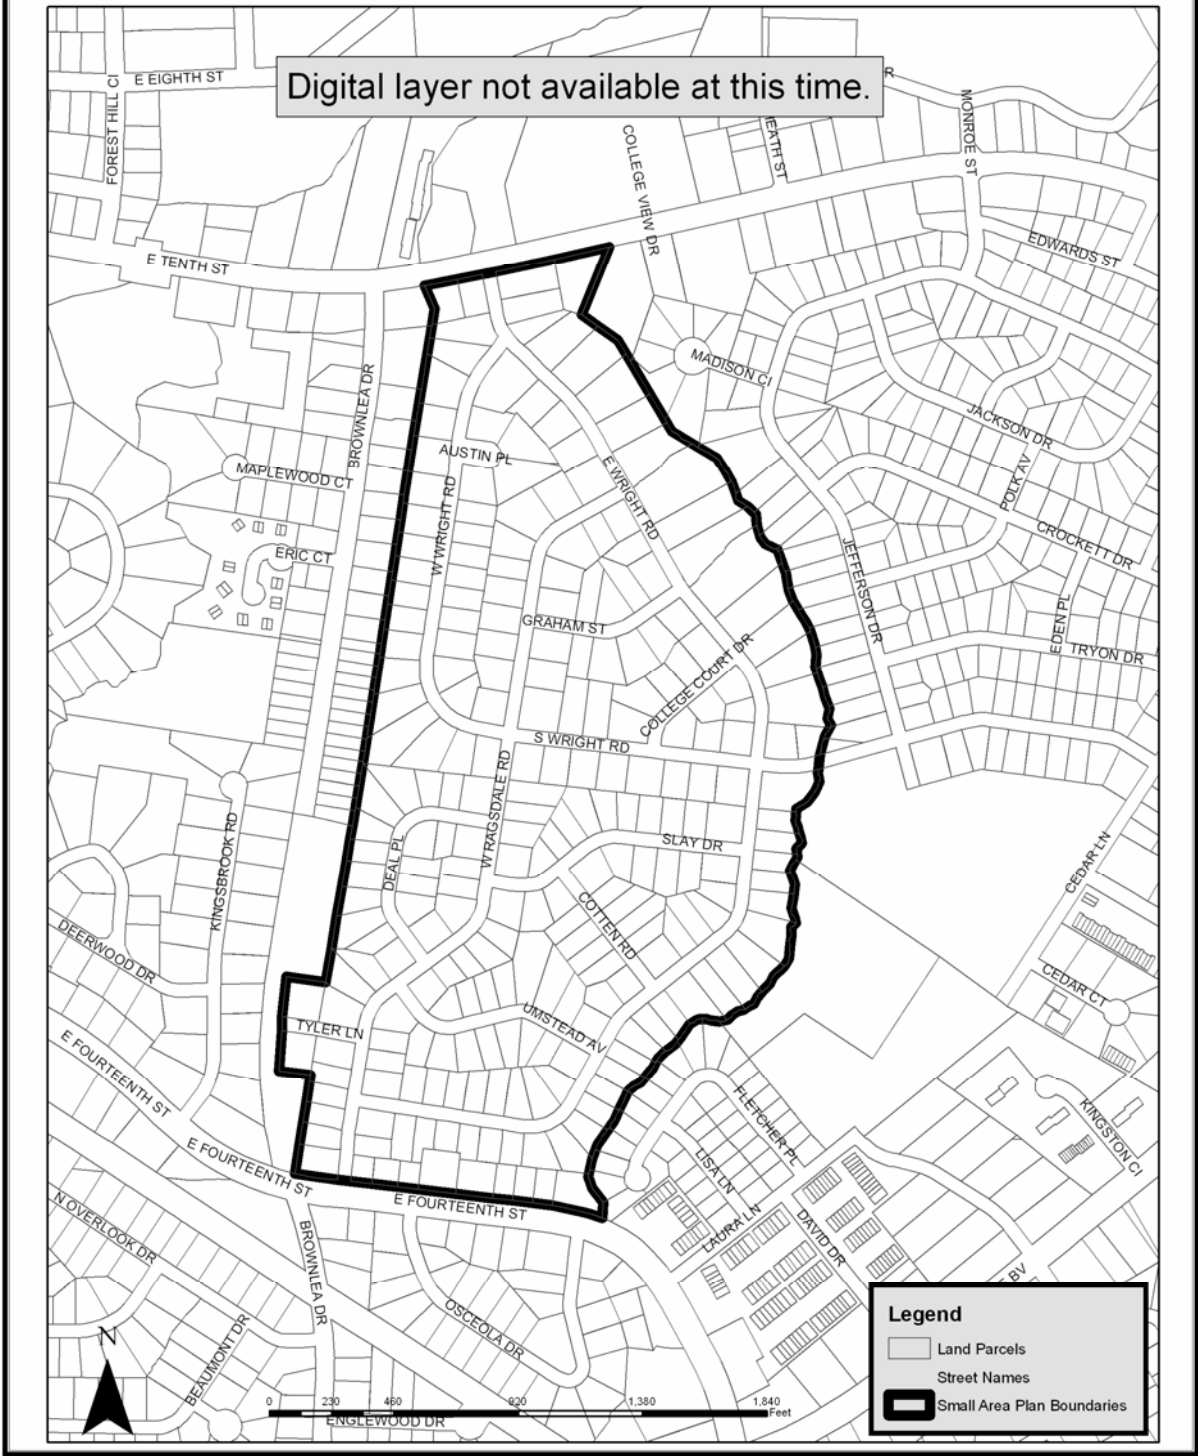 Digital layer not available at this time.
E EIGHTH ST
FOREST HILL CI
COLLEGE VIEW DR
MONROE ST
E TENTH ST
EDWARDS ST
MADISON CI
BROWNLEA DR
JACKSON DR
AUSTIN PL
MAPLEWOOD CT
W WRIGHT RD
E WRIGHT RD
POLK AV
CROCKETT DR
ERIC CT
JEFFERSON DR
GRAHAM ST
EDEN PL
TRYON DR
COLLEGE COURT DR
S WRIGHT RD
W RAGSDALE RD
SLAY DR
DEAL PL
KINGSBROOK RD
CEDAR LN
COTTEN RD
DEERWOOD DR
CEDAR CT
UMSTEAD AV
TYLER LN
E FOURTEENTH ST
FLETCHER PL
KINGSTON CI
E FOURTEENTH ST
LISA LN
E FOURTEENTH ST
N OVERLOOK DR
LAURA LN
DAVID DR
BROWNLEA DR
BV
OSCEOLA DR
BEAUMONT DR
ENGLEWOOD DR
N
0 230 460 920 1,380 1,840
Feet
Legend
Land Parcels
Street Names
Small Area Plan Boundaries